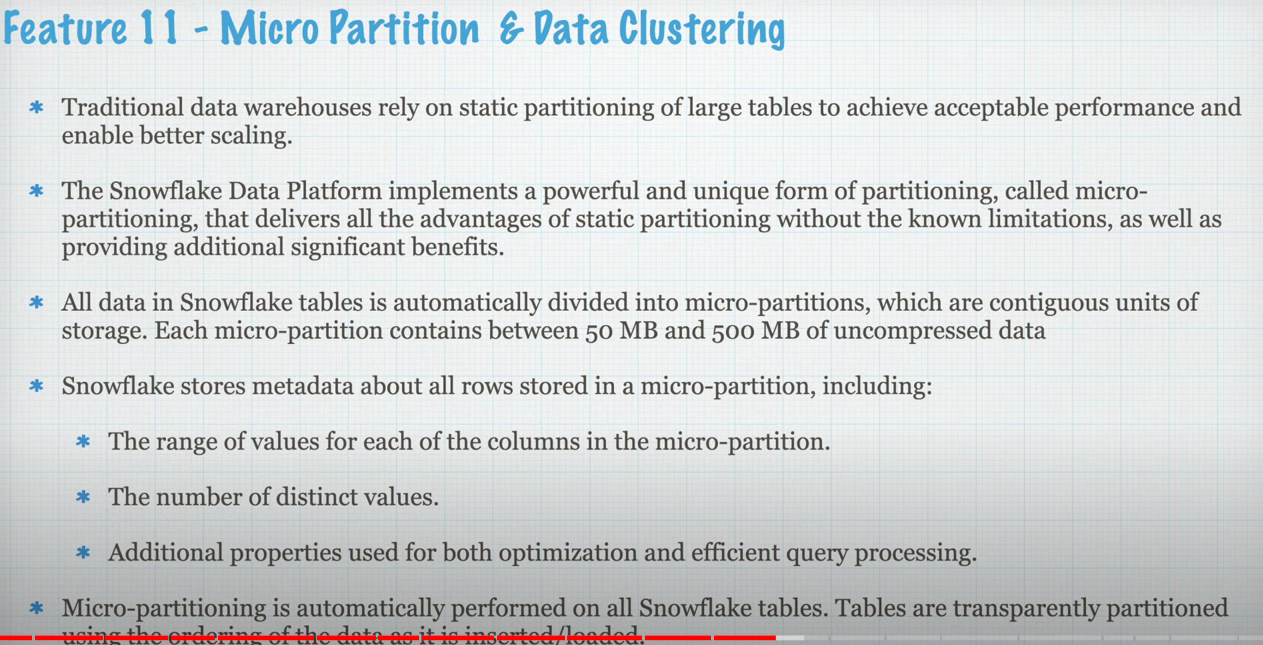 Feature 11 - Micro Partition & Data Clustering
* Traditional data warehouses rely on static partitioning of large tables to achieve acceptable performance and
enable better scaling.
* The Snowflake Data Platform implements a powerful and unique form of partitioning, called micro-
partitioning, that delivers all the advantages of static partitioning without the known limitations, as well as
providing additional significant benefits.
* All data in Snowflake tables is automatically divided into micro-partitions, which are contiguous units of
storage. Each micro-partition contains between 50 MB and 500 MB of uncompressed data
* Snowflake stores metadata about all rows stored in a micro-partition, including:
* The range of values for each of the columns in the micro-partition.
* The number of distinct values.
* Additional properties used for both optimization and efficient query processing.
* Micro-partitioning is automatically performed on all Snowflake tables. Tables are transparently partitioned
using the ordering of the data as it is inserted/loaded.